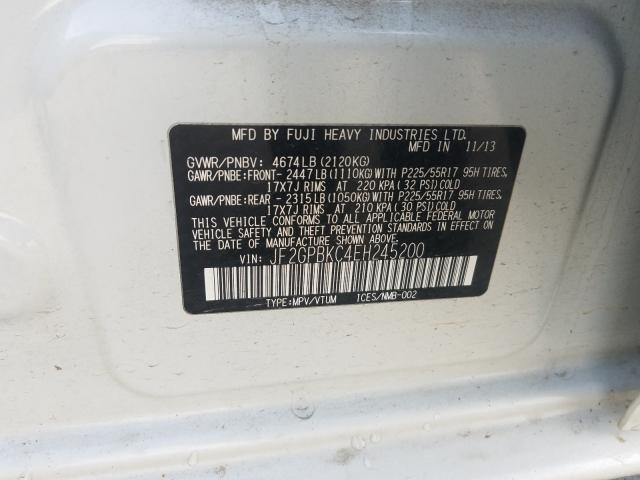 MFD BY FUJI HEAVY INDUSTRIES LTD.
MFD IN 11/13
GVWR/PNBV: 4674LB(2120KG)
GAWR/PNBE:FRONT- 2447LB(1110KG)WITH P225/55R17 95H TIRES,
17X7J RIMS AT 220 KPA(32 PSI)COLD
GAWR/PNBE:REAR - 2315LB(1050KG)WITH P225/55R17 95H TIRES,
17X7J RIMS AT 210 KPA(30 PSI)COLD
THIS VEHICLE CONFORMS TO ALL APPLICABLE FEDERAL MOTOR
VEHICLE SAFETY AND THEFT PREVENTION STANDARDS IN EFFECT ON
THE DATE OF MANUFACTURE SHOWN ABOVE.
VIN: JF2GPBKC4EH245200
TYPE:MPV/VTUM ICES/NMB-002